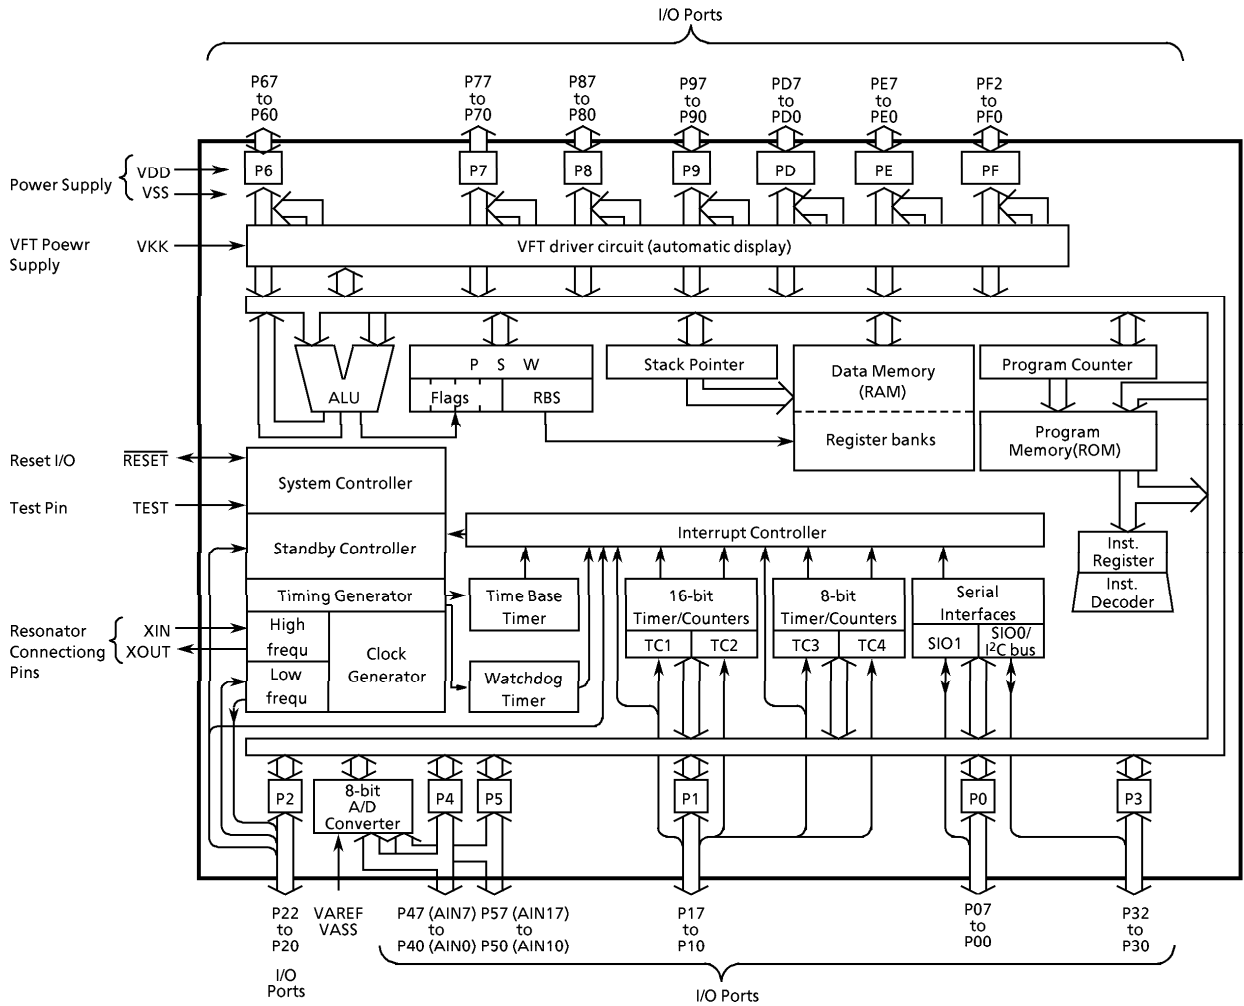 I/O Ports
P67 to P60
P77 to P70
P87 to P80
P97 to P90
PD7 to PD0
PE7 to PE0
PF2 to PF0
Power Supply
VDD
VSS
P6
P7
P8
P9
PD
PE
PF
VFT Poewr
Supply
VKK
VFT driver circuit (automatic display)
ALU
P S W
Flags
RBS
Stack Pointer
Data Memory
(RAM)
Register banks
Program Counter
Program
Memory(ROM)
Reset I/O
RESET
Test Pin
TEST
System Controller
Standby Controller
Timing Generator
High
frequ
Low
frequ
Clock
Generator
Resonator
Connectiong
Pins
XIN
XOUT
Interrupt Controller
Time Base
Timer
Watchdog
Timer
16-bit
Timer/Counters
TC1
TC2
8-bit
Timer/Counters
TC3
TC4
Serial
Interfaces
SIO1
SIO0/
I²C bus
Inst.
Register
Inst.
Decoder
P2
8-bit
A/D
Converter
P4
P5
P1
P0
P3
P22
to
P20
I/O
Ports
VAREF
VASS
P47 (AIN7)
to
P40 (AIN0)
P57 (AIN17)
to
P50 (AIN10)
P17
to
P10
P07
to
P00
P32
to
P30
I/O Ports